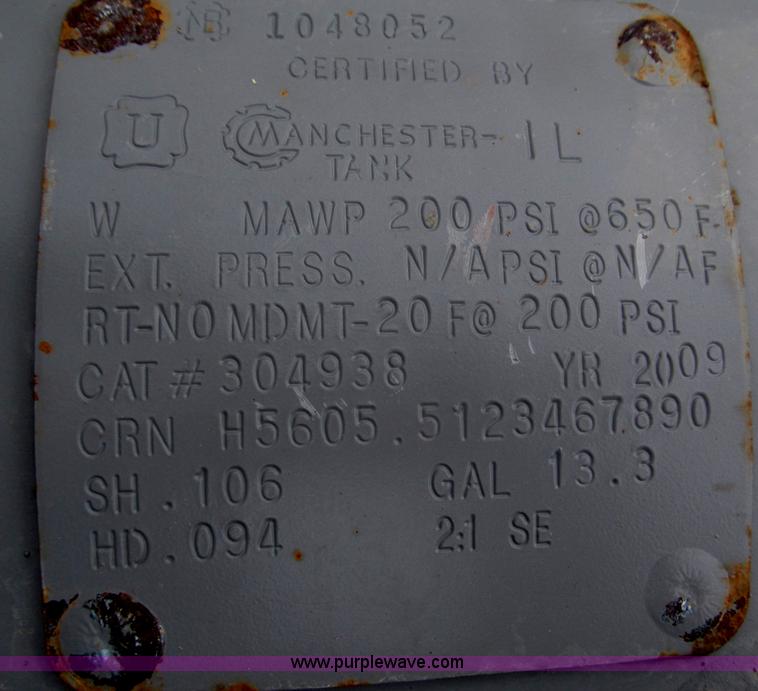 NB 1048052
CERTIFIED BY
U MANCHESTER- IL
TANK
W MAWP 200 PSI @650 F
EXT. PRESS. N/A PSI @ N/A F
RT-NO MDMT-20 F@ 200 PSI
CAT # 304938 YR 2009
CRN H5605.5123467890
SH .106 GAL 13.3
HD .094 2:1 SE
www.purplewave.com